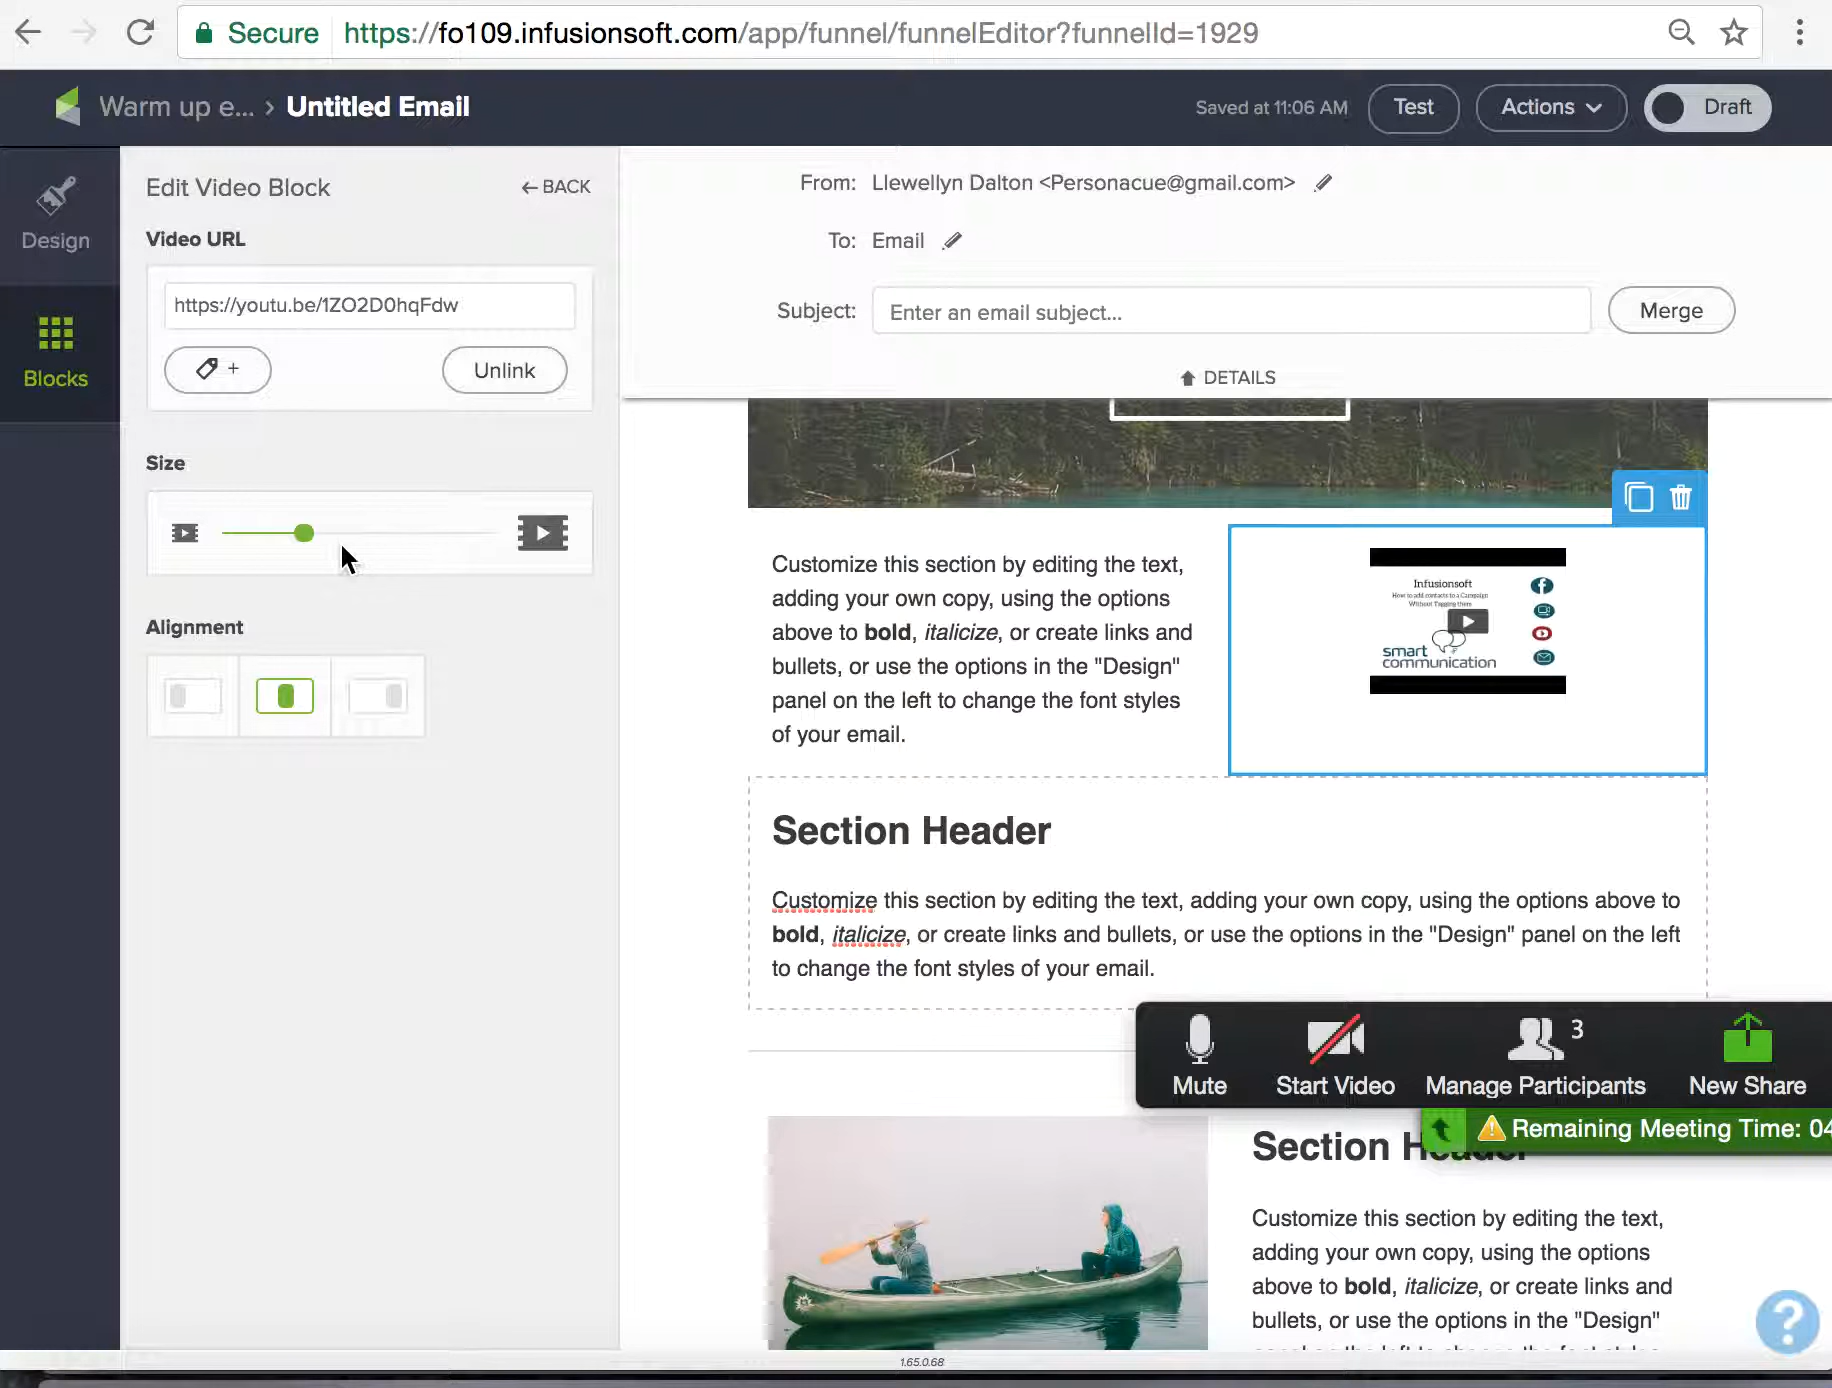 Secure https://fo109.infusionsoft.com/app/funnel/funnelEditor?funnelId=1929
Warm up e... › Untitled Email
Saved at 11:06 AM
Test
Actions
Draft
Design
Blocks
Edit Video Block
BACK
Video URL
https://youtu.be/1ZO2D0hqFdw
+
Unlink
Size
Alignment
From: Llewellyn Dalton <Personacue@gmail.com>
To: Email
Subject: Enter an email subject...
Merge
DETAILS
Customize this section by editing the text,
adding your own copy, using the options
above to bold, italicize, or create links and
bullets, or use the options in the "Design"
panel on the left to change the font styles
of your email.
Infusionsoft
How to add contacts to a Campaign
Without Tagging them
smart
communication
Section Header
Customize this section by editing the text, adding your own copy, using the options above to
bold, italicize, or create links and bullets, or use the options in the "Design" panel on the left
to change the font styles of your email.
Mute
Start Video
3
Manage Participants
New Share
Remaining Meeting Time: 04
Section Header
Customize this section by editing the text,
adding your own copy, using the options
above to bold, italicize, or create links and
bullets, or use the options in the "Design"
1.65.0.68
?